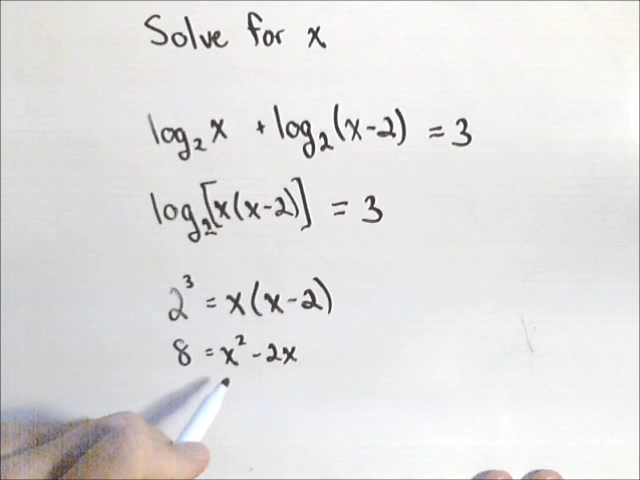 Solve for x
log₂x + log₂(x-2) = 3
log₂[x(x-2)] = 3
2³ = x(x-2)
8 = x² - 2x